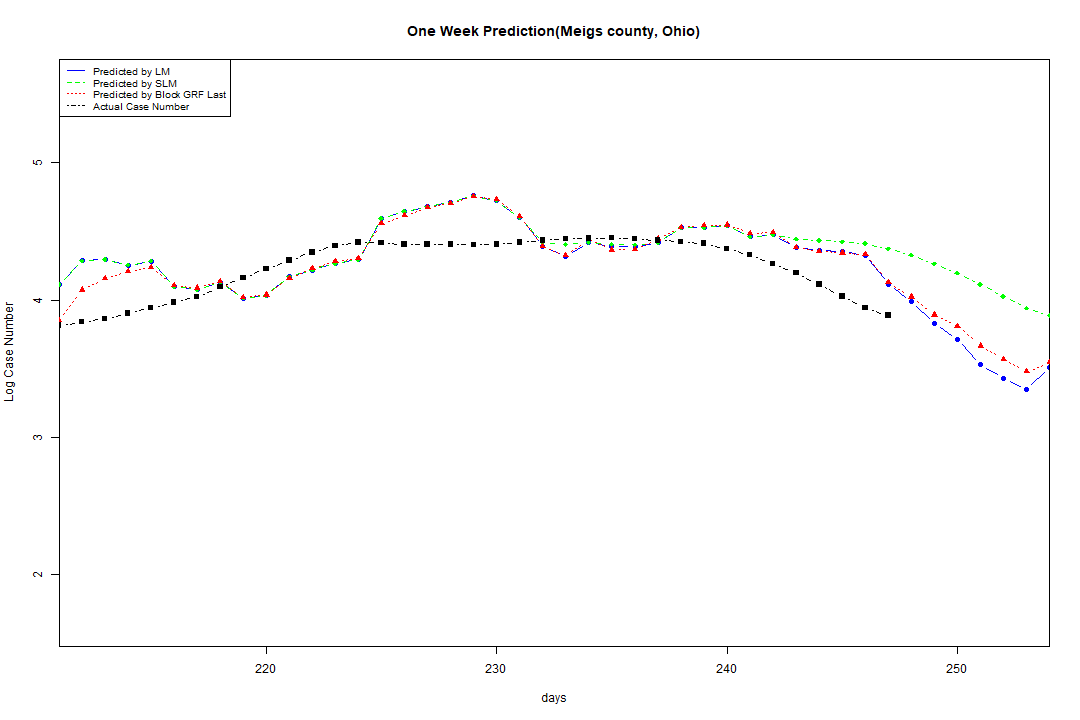 One Week Prediction(Meigs county, Ohio)
Predicted by LM
Predicted by SLM
Predicted by Block GRF Last
Actual Case Number
5
4
3
2
Log Case Number
220 230 240 250
days